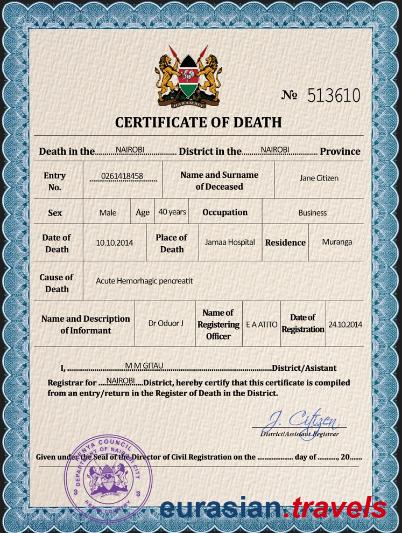 № 513610
CERTIFICATE OF DEATH
Death in the NAIROBI District in the NAIROBI Province
Entry No. 0261418458 Name and Surname of Deceased Jane Citizen
Sex Male Age 40 years Occupation Business
Date of Death 10.10.2014 Place of Death Jamaa Hospital Residence Muranga
Cause of Death Acute Hemorhagic pencreatit
Name and Description of Informant Dr Oduor J Name of Registering Officer E A ATITO Date of Registration 24.10.2014
I, M M GITAU District/Asistant
Registrar for NAIROBI District, hereby certify that this certificate is compiled
from an entry/return in the Register of Death in the District.
J. Citizen
District/Assistant Registrar
Given under the Seal of the Director of Civil Registration on the ........ day of ........, 20......
eurasian.travels